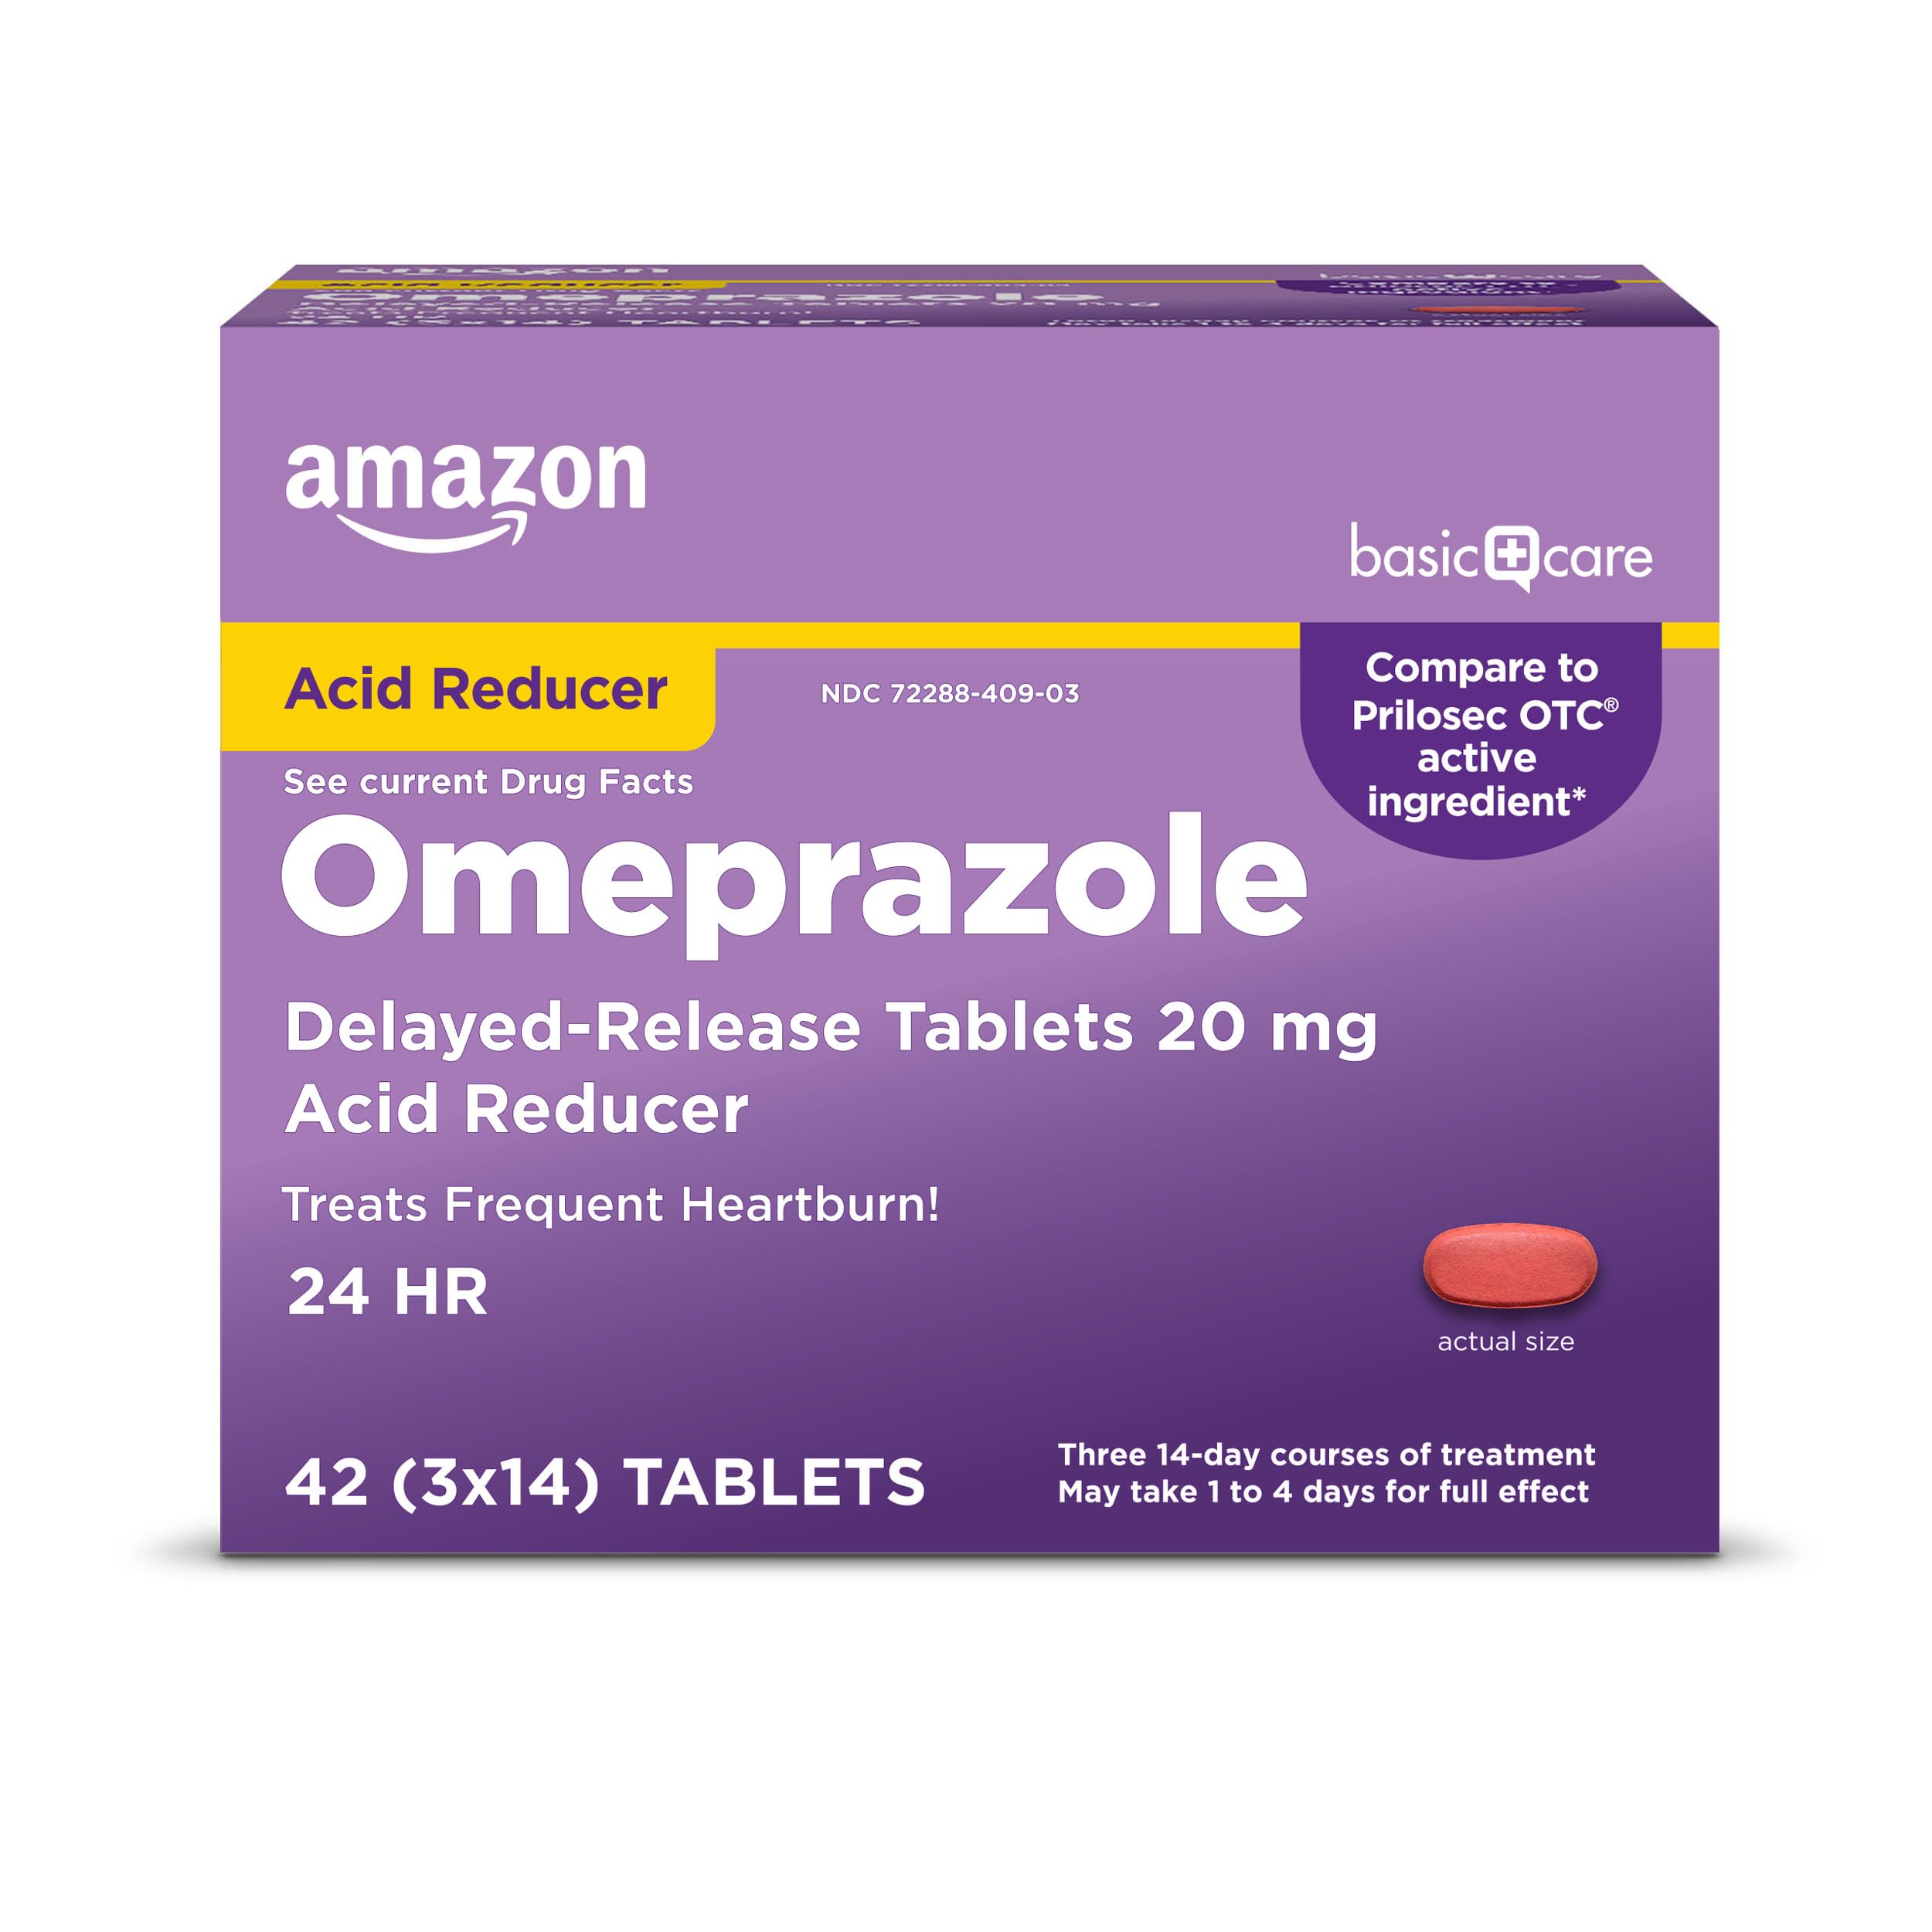 amazon
basic care
Acid Reducer
NDC 72288-409-03
Compare to
Prilosec OTC®
active
ingredient*
See current Drug Facts
Omeprazole
Delayed-Release Tablets 20 mg
Acid Reducer
Treats Frequent Heartburn!
24 HR
actual size
42 (3x14) TABLETS
Three 14-day courses of treatment
May take 1 to 4 days for full effect